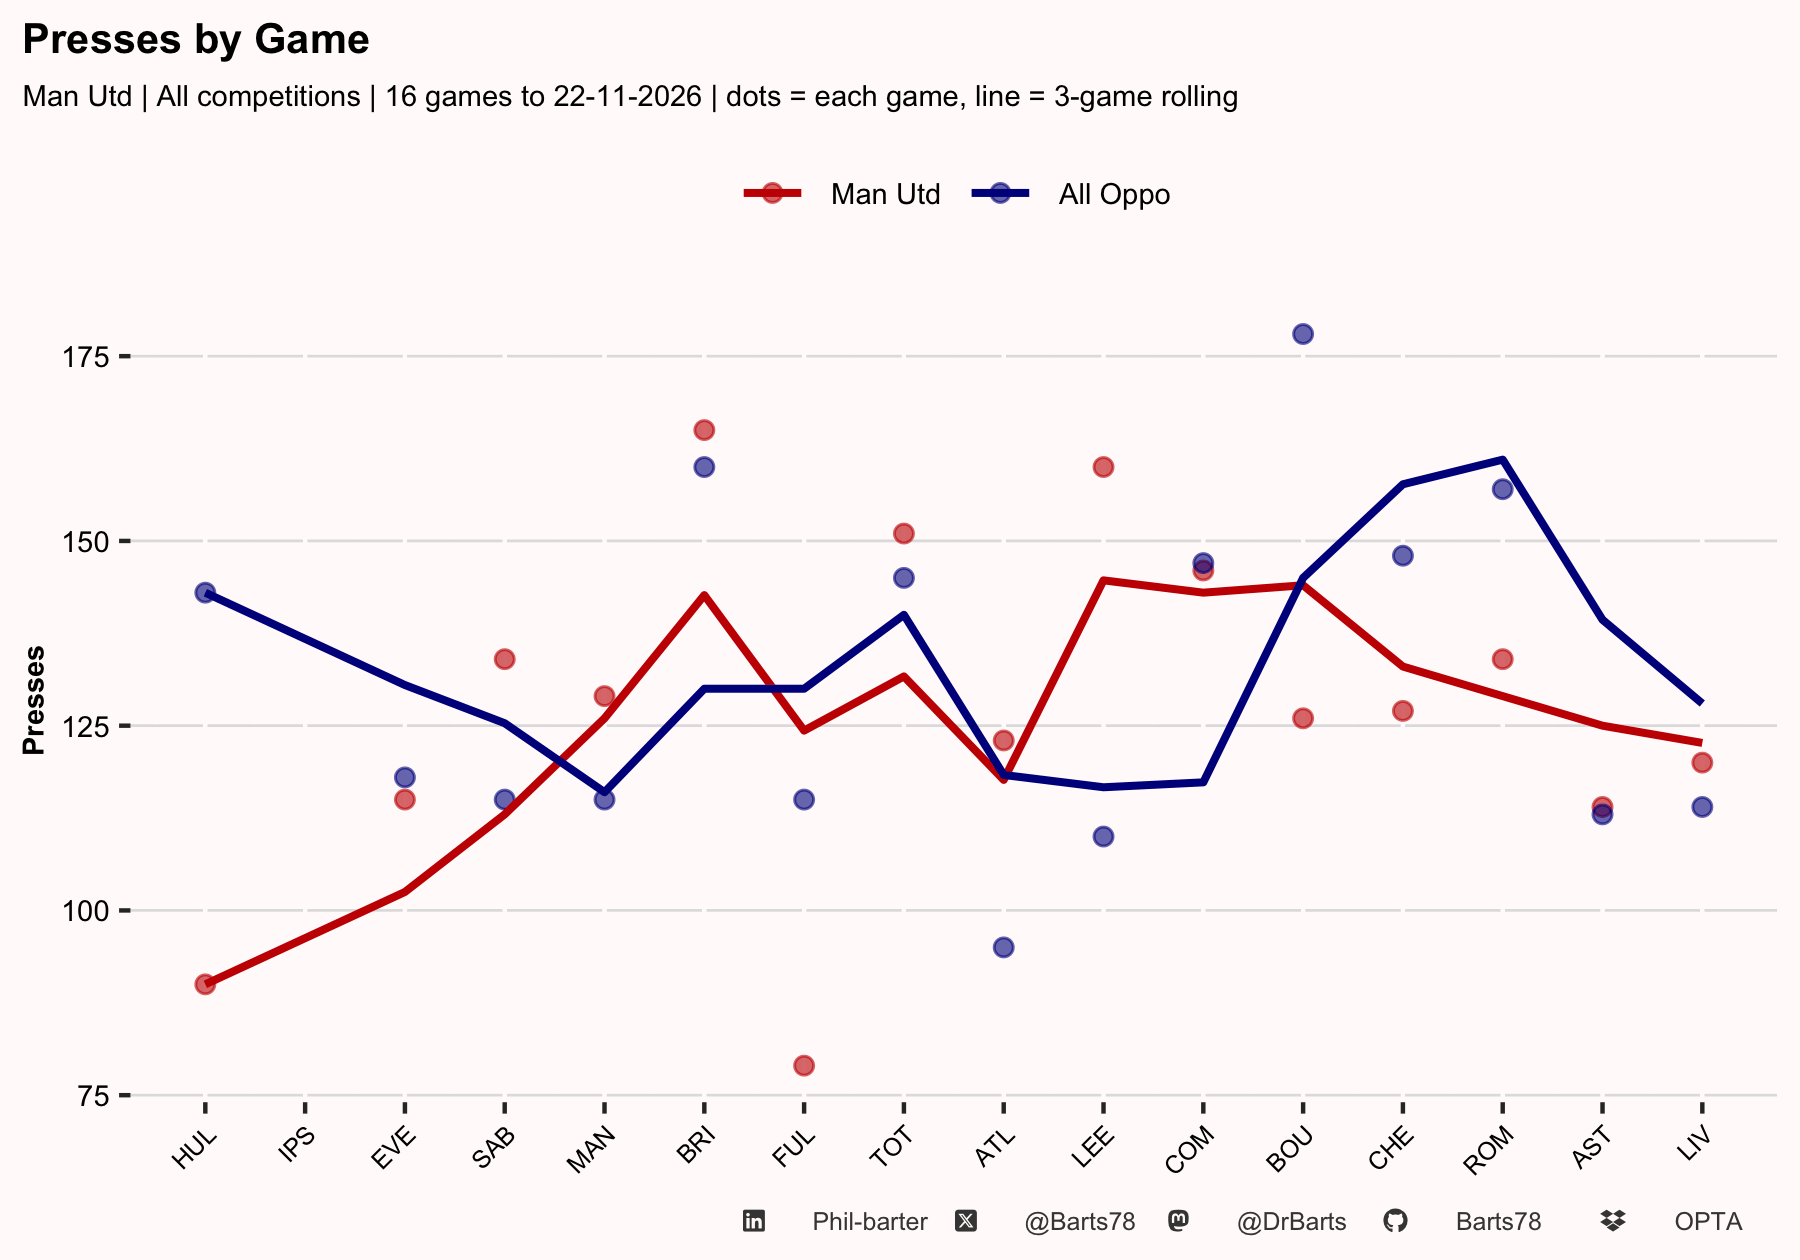 Presses by Game
Man Utd | All competitions | 16 games to 22-11-2026 | dots = each game, line = 3-game rolling
Man Utd All Oppo
Presses
175
150
125
100
75
HUL IPS EVE SAB MAN BRI FUL TOT ATL LEE COM BOU CHE ROM AST LIV
Phil-barter @Barts78 @DrBarts Barts78 OPTA